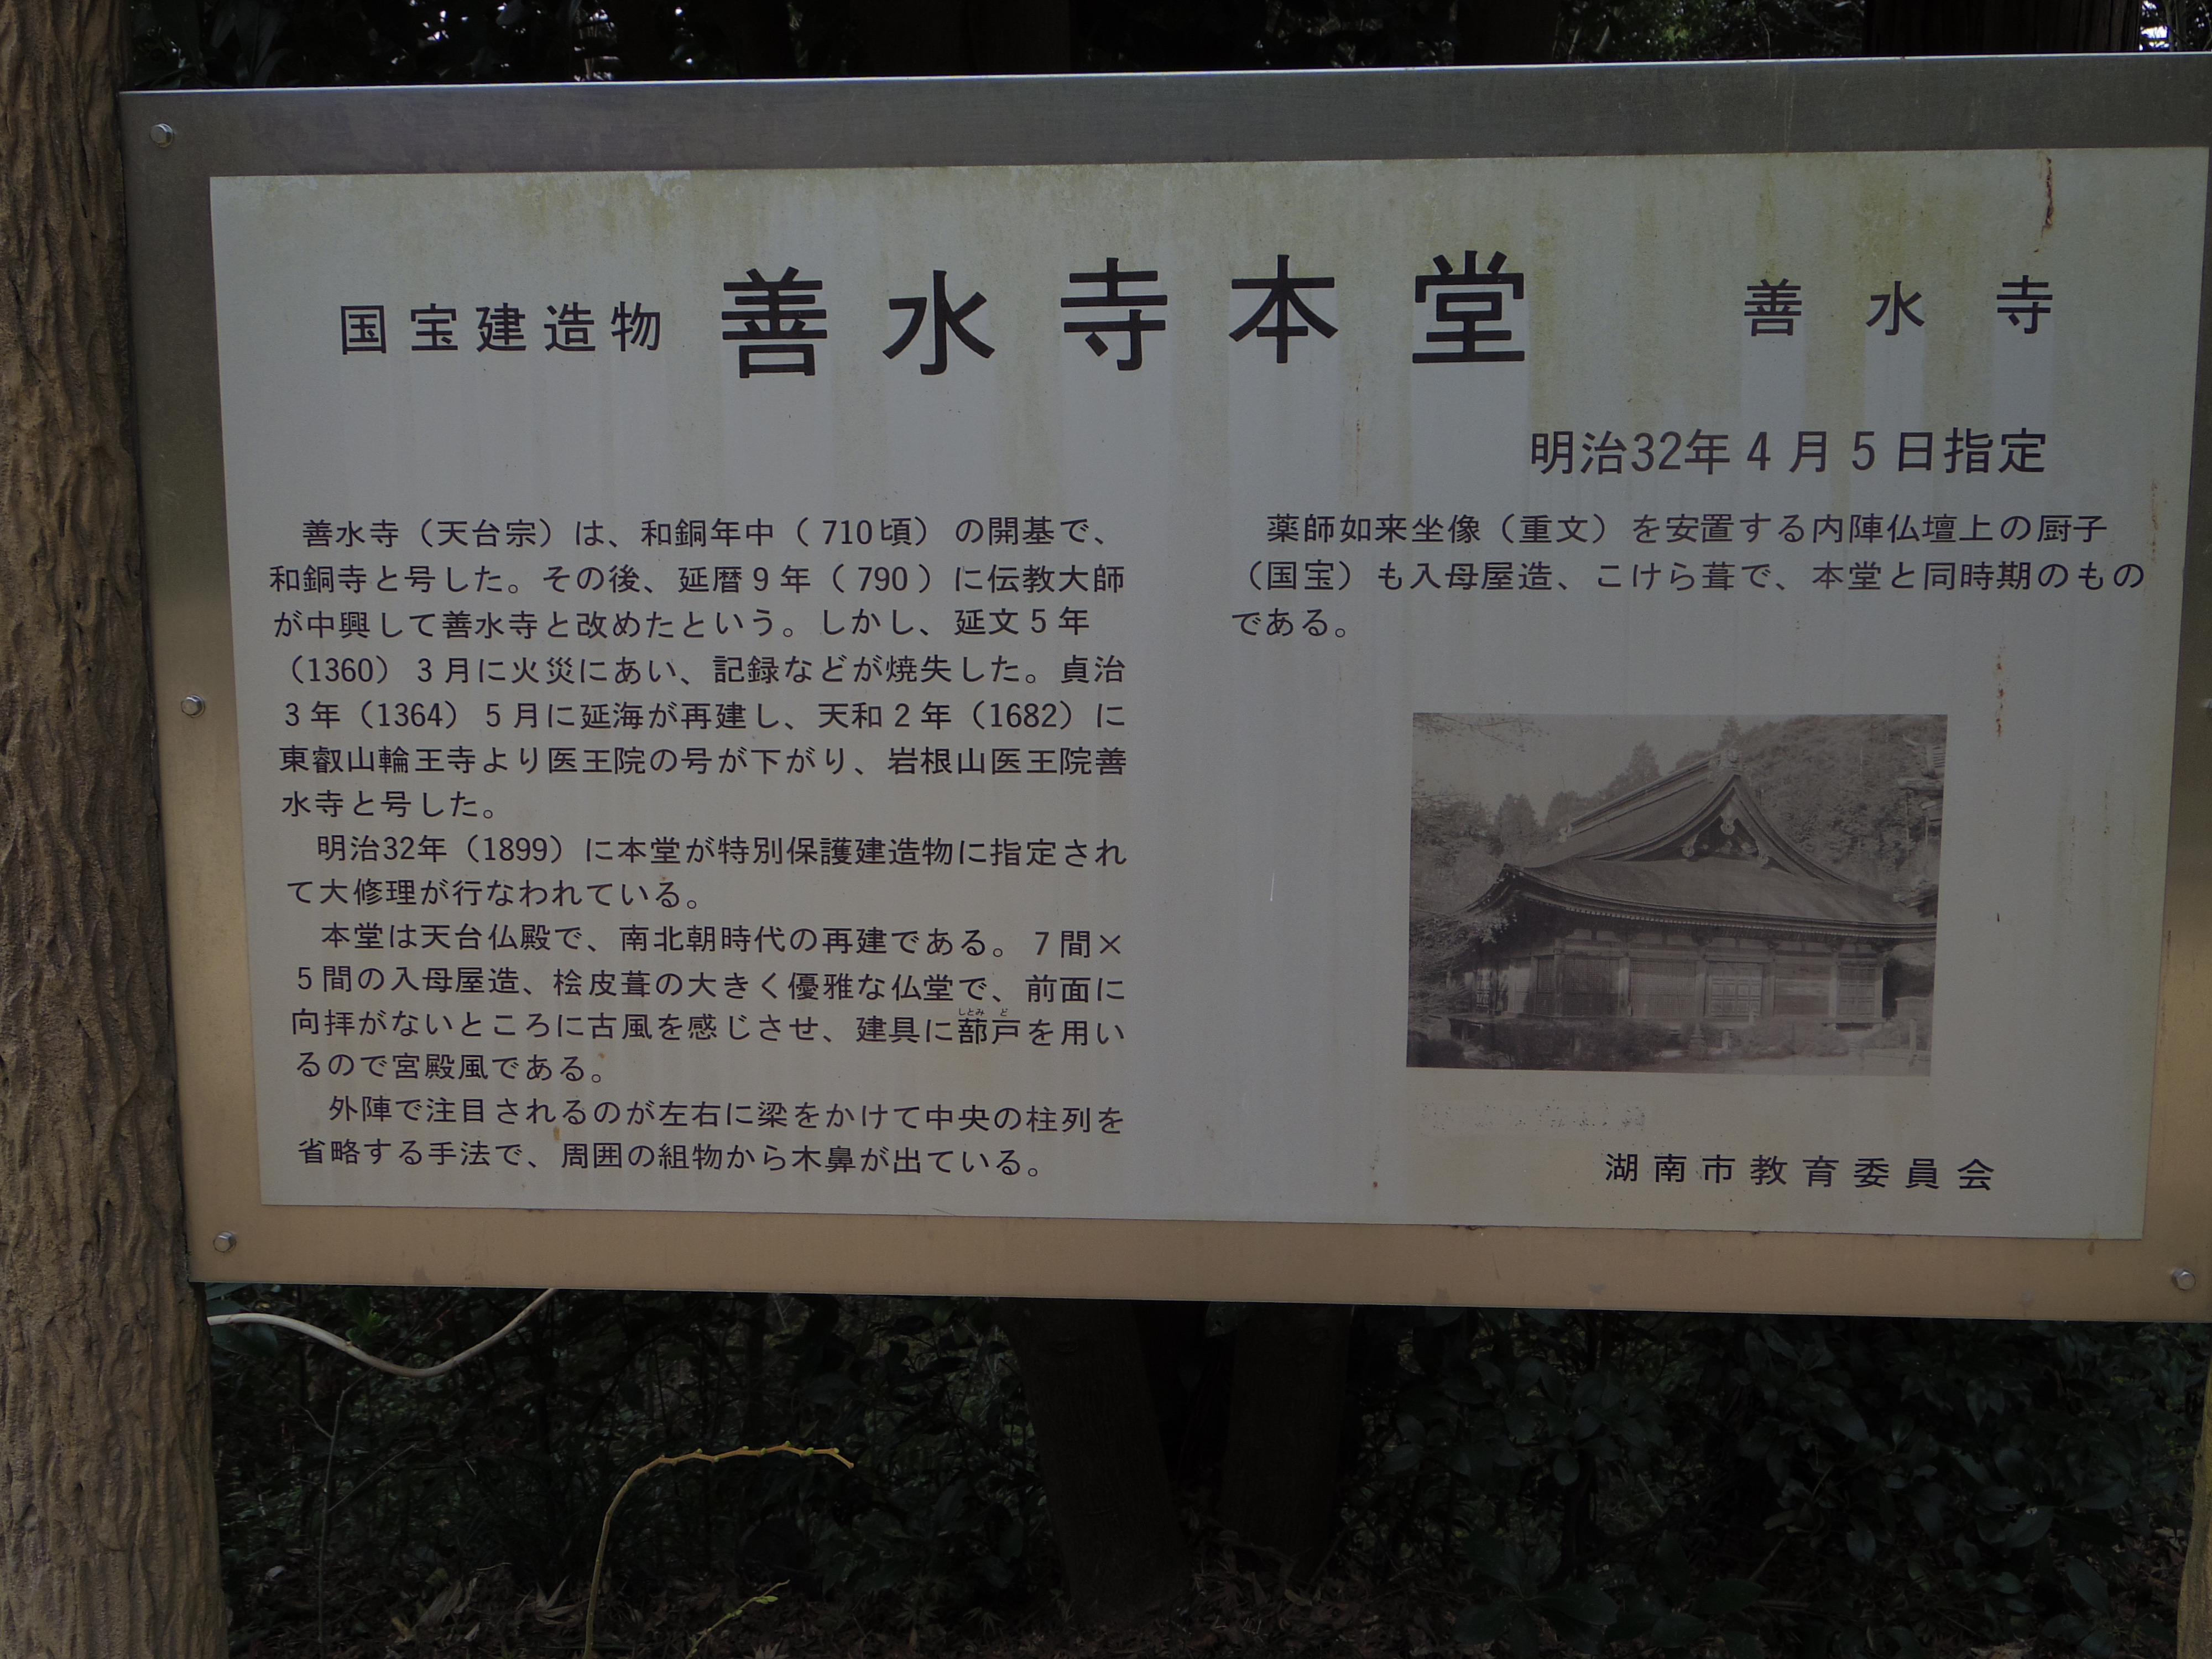 国宝建造物 善水寺本堂 善水寺
明治32年4月5日指定
善水寺（天台宗）は、和銅年中（710頃）の開基で、
和銅寺と号した。その後、延暦9年（790）に伝教大師
が中興して善水寺と改めたという。しかし、延文5年
（1360）3月に火災にあい、記録などが焼失した。貞治
3年（1364）5月に延海が再建し、天和2年（1682）に
東叡山輪王寺より医王院の号が下がり、岩根山医王院善
水寺と号した。
明治32年（1899）に本堂が特別保護建造物に指定され
て大修理が行なわれている。
本堂は天台仏殿で、南北朝時代の再建である。7間×
5間の入母屋造、桧皮葺の大きく優雅な仏堂で、前面に
向拝がないところに古風を感じさせ、建具に蔀戸を用い
るので宮殿風である。
外陣で注目されるのが左右に梁をかけて中央の柱列を
省略する手法で、周囲の組物から木鼻が出ている。
薬師如来坐像（重文）を安置する内陣仏壇上の厨子
（国宝）も入母屋造、こけら葺で、本堂と同時期のもの
である。
湖南市教育委員会